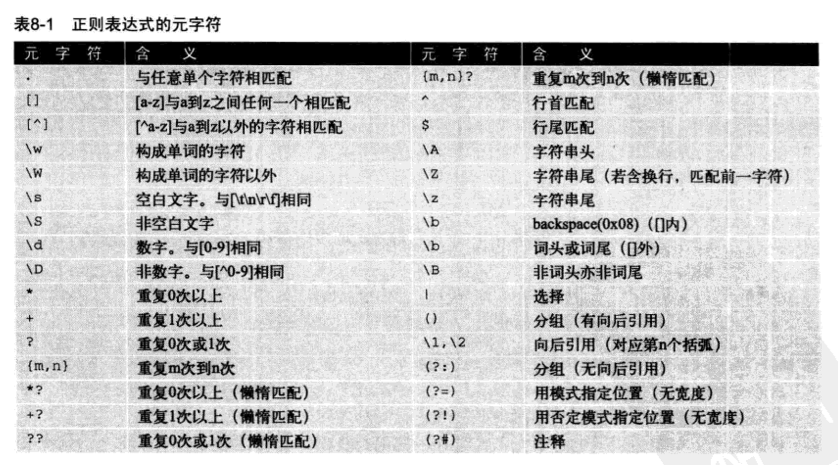 表8-1 正则表达式的元字符
元 字 符 含 义 元 字 符 含 义
. 与任意单个字符相匹配 {m,n}? 重复m次到n次（懒惰匹配）
[] [a-z]与a到z之间任何一个相匹配 ^ 行首匹配
[^] [^a-z]与a到z以外的字符相匹配 $ 行尾匹配
\w 构成单词的字符 \A 字符串头
\W 构成单词的字符以外 \Z 字符串尾（若含换行，匹配前一字符）
\s 空白文字。与[\t\n\r\f]相同 \z 字符串尾
\S 非空白文字 \b backspace(0x08)（[]内）
\d 数字。与[0-9]相同 \b 词头或词尾（[]外）
\D 非数字。与[^0-9]相同 \B 非词头亦非词尾
* 重复0次以上 | 选择
+ 重复1次以上 () 分组（有向后引用）
? 重复0次或1次 \1,\2 向后引用（对应第n个括弧）
{m,n} 重复m次到n次 (?:) 分组（无向后引用）
*? 重复0次以上（懒惰匹配） (?=) 用模式指定位置（无宽度）
+? 重复1次以上（懒惰匹配） (?!) 用否定模式指定位置（无宽度）
?? 重复0次或1次（懒惰匹配） (?#) 注释